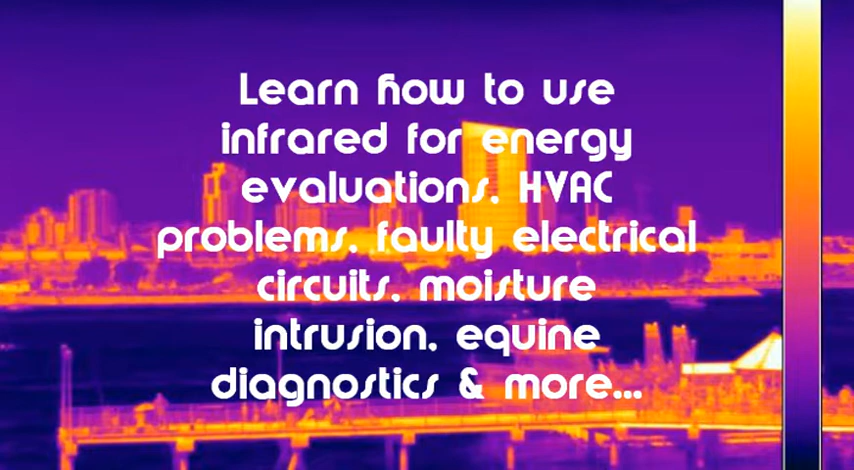 Learn how to use
infrared for energy
evaluations, HVAC
problems, faulty electrical
circuits, moisture
intrusion, equine
diagnostics & more...